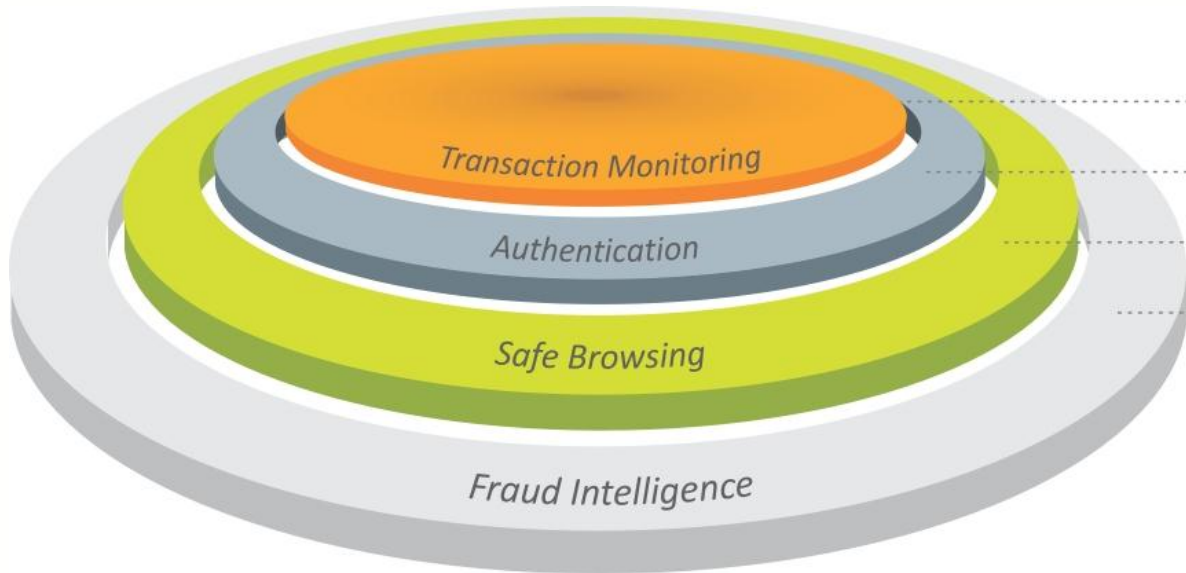 Transaction Monitoring
Authentication
Safe Browsing
Fraud Intelligence